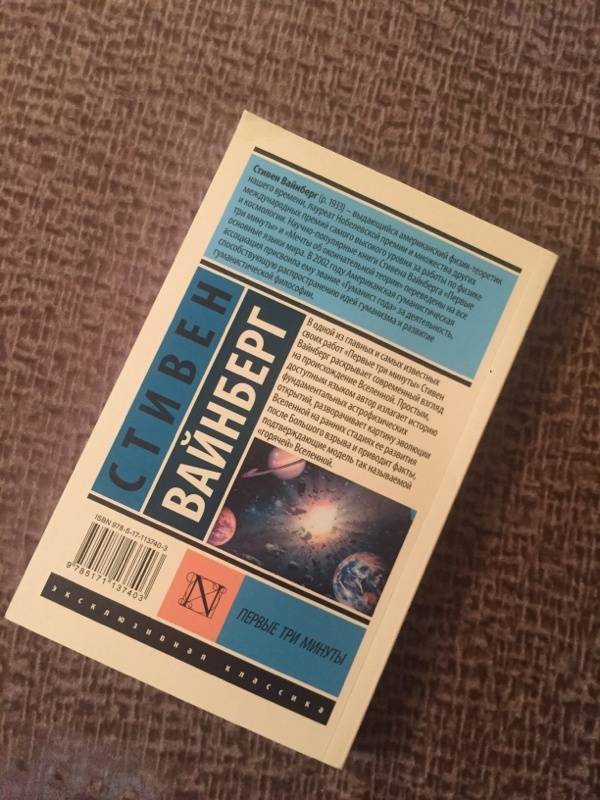 Стивен Вайнберг (р. 1933) – выдающийся американский физик-теоретик
нашего времени, лауреат Нобелевской премии и множества других
международных премий самого высокого уровня за работы по физике
и космологии. Научно-популярные книги Стивена Вайнберга «Первые
три минуты» и «Мечты об окончательной теории» переведены на все
основные языки мира. В 2002 году Американская гуманистическая
ассоциация присвоила ему звание «Гуманист года» за деятельность,
способствующую распространению идей гуманизма и развитие
гуманистической философии.
СТИВЕН
ВАЙНБЕРГ
В одной из главных и самых известных
своих работ «Первые три минуты» Стивен
Вайнберг раскрывает современный взгляд
на происхождение Вселенной. Простым,
доступным языком автор излагает историю
фундаментальных астрофизических
открытий, разворачивает картину эволюции
Вселенной на ранних стадиях ее развития
после Большого взрыва и приводит факты,
подтверждающие модель так называемой
«горячей» Вселенной.
ISBN 978-5-17-113740-3
9 785171 137403
N
ПЕРВЫЕ ТРИ МИНУТЫ
эксклюзивная классика